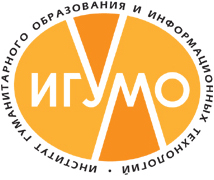 ИНСТИТУТ ГУМАНИТАРНОГО ОБРАЗОВАНИЯ И ИНФОРМАЦИОННЫХ ТЕХНОЛОГИЙ •
ИГУМО